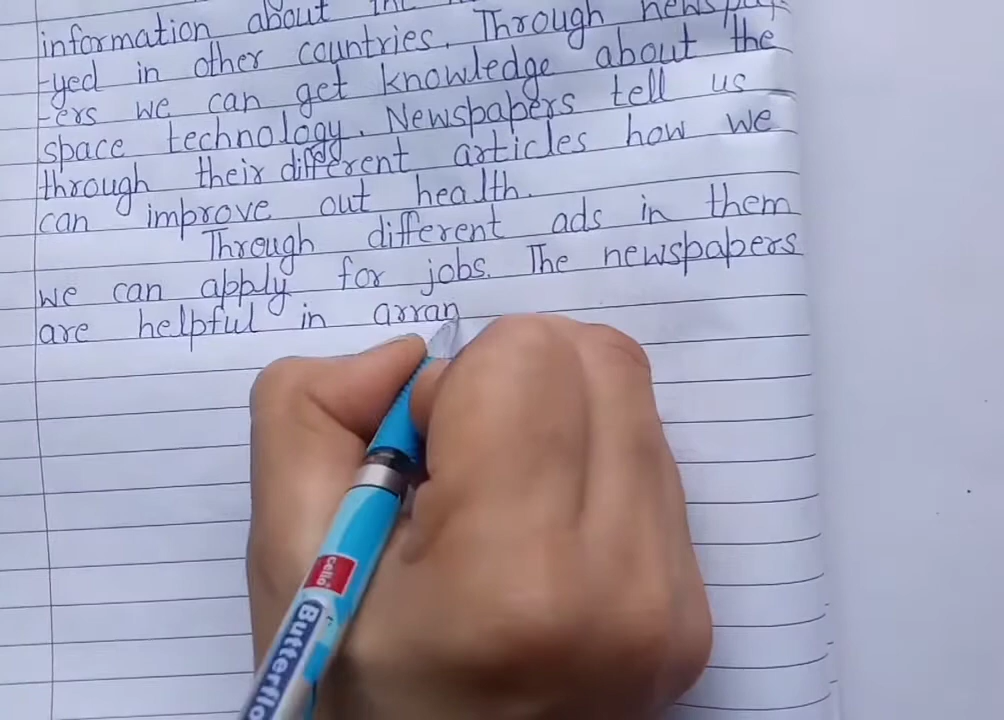 information about
-yed in other countries. Through newspap-
-ers we can get knowledge about the
space technology. Newspapers tell us
through their different articles how we
can improve out health.
Through different ads in them
we can apply for jobs. The newspapers
are helpful in arran
cello
Butterflo